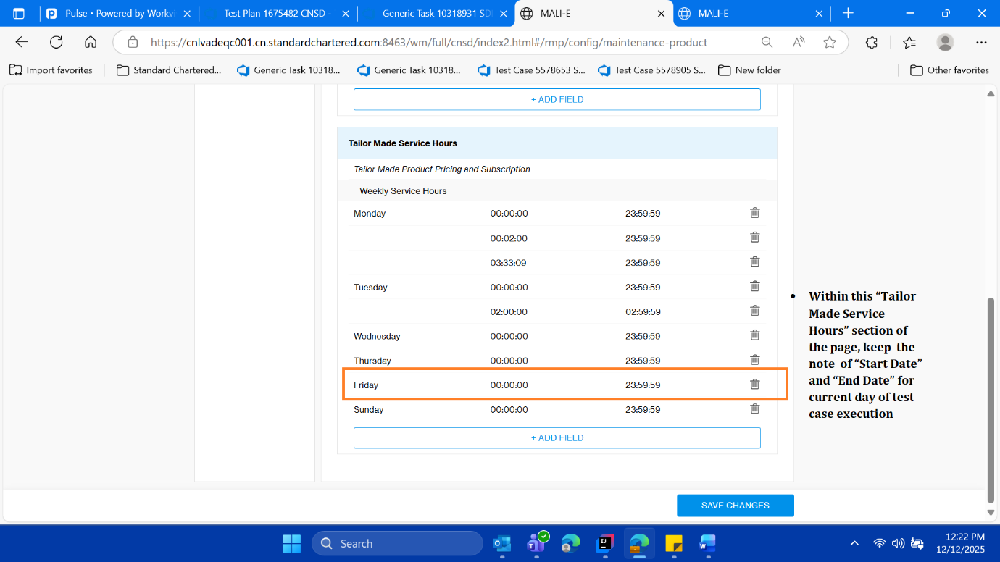 Pulse • Powered by Workvi
Test Plan 1675482 CNSD -
Generic Task 10318931 SDI
MALI-E
MALI-E
https://cnlvadeqc001.cn.standardchartered.com:8463/wm/full/cnsd/index2.html#/rmp/config/maintenance-product
Import favorites
Standard Chartered...
Generic Task 10318...
Generic Task 10318...
Test Case 5578653 S...
Test Case 5578905 S...
New folder
Other favorites
+ ADD FIELD
Tailor Made Service Hours
Tailor Made Product Pricing and Subscription
Weekly Service Hours
Monday 00:00:00 23:59:59
00:02:00 23:59:59
03:33:09 23:59:59
Tuesday 00:00:00 23:59:59
02:00:00 02:59:59
Wednesday 00:00:00 23:59:59
Thursday 00:00:00 23:59:59
Friday 00:00:00 23:59:59
Sunday 00:00:00 23:59:59
+ ADD FIELD
• Within this “Tailor
Made Service
Hours” section of
the page, keep the
note of “Start Date”
and “End Date” for
current day of test
case execution
SAVE CHANGES
Search
12:22 PM
12/12/2025